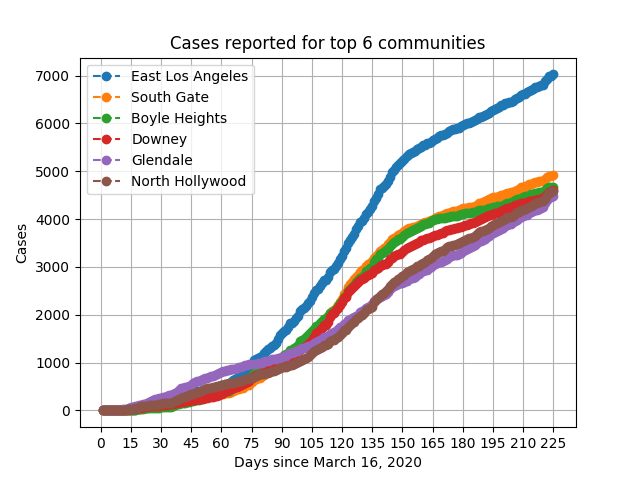 Cases reported for top 6 communities
East Los Angeles
South Gate
Boyle Heights
Downey
Glendale
North Hollywood
7000
6000
5000
4000
3000
2000
1000
0
Cases
0 15 30 45 60 75 90 105 120 135 150 165 180 195 210 225
Days since March 16, 2020